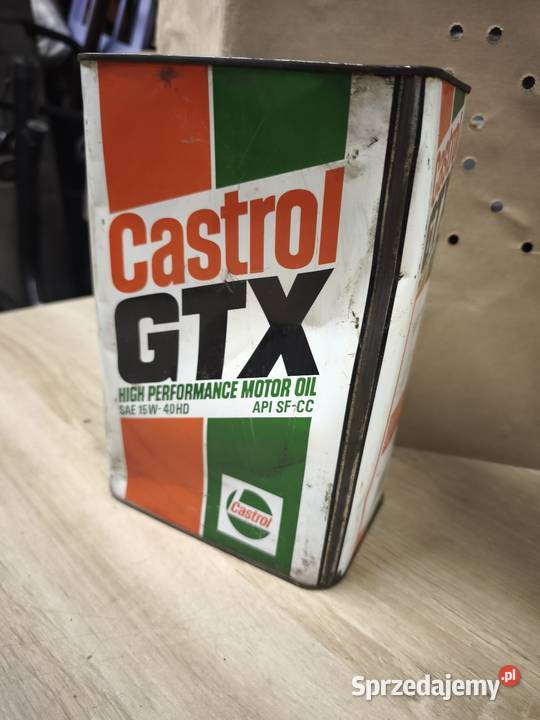 Castrol
GTX
HIGH PERFORMANCE MOTOR OIL
SAE 15W-40HD API SF-CC
Castrol
Sprzedajemy.pl